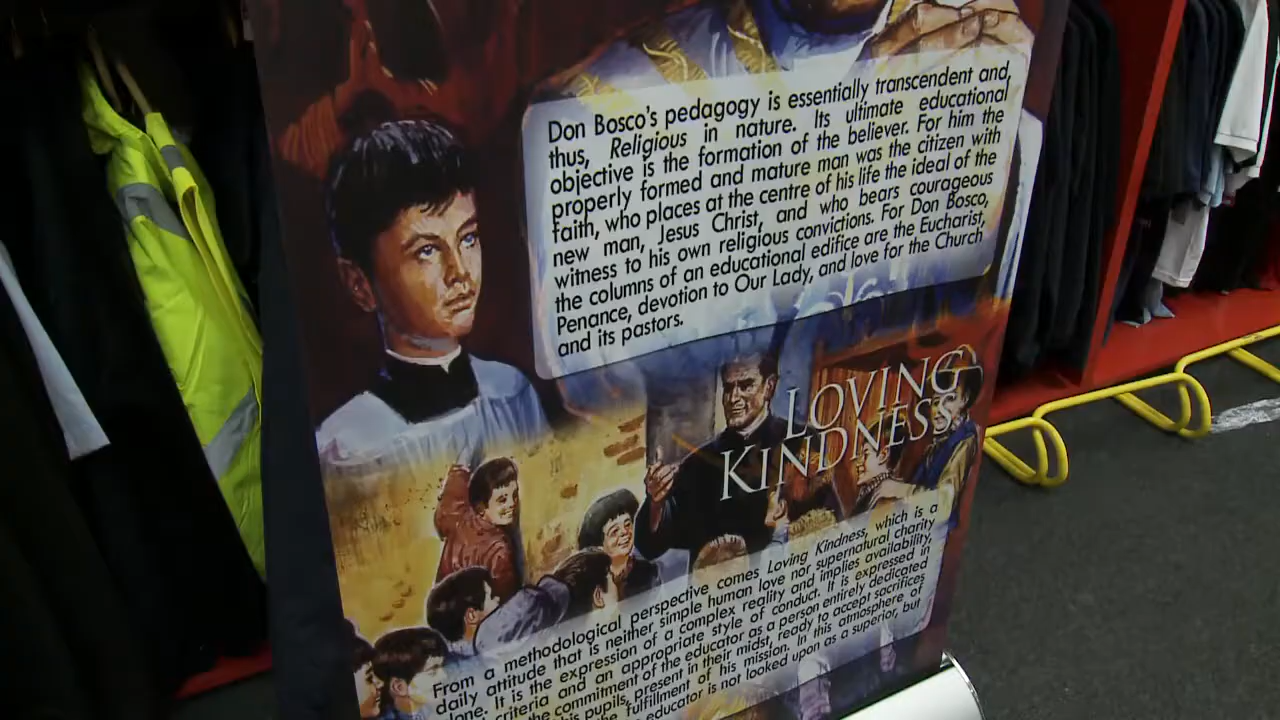 Don Bosco's pedagogy is essentially transcendent and,
thus, Religious in nature. Its ultimate educational
objective is the formation of the believer. For him the
properly formed and mature man was the citizen with
faith, who places at the centre of his life the ideal of the
new man, Jesus Christ, and who bears courageous
witness to his own religious convictions. For Don Bosco,
the columns of an educational edifice are the Eucharist,
Penance, devotion to Our Lady, and love for the Church
and its pastors.
LOVING
KINDNESS
From a methodological perspective comes Loving Kindness, which is a
daily attitude that is neither simple human love nor supernatural charity
alone. It is the expression of a complex reality and implies availability,
criteria and an appropriate style of conduct. It is expressed in
the commitment of the educator as a person entirely dedicated
his pupils, present in their midst, ready to accept sacrifices
the fulfillment of his mission. In this atmosphere of
educator is not looked upon as a superior, but